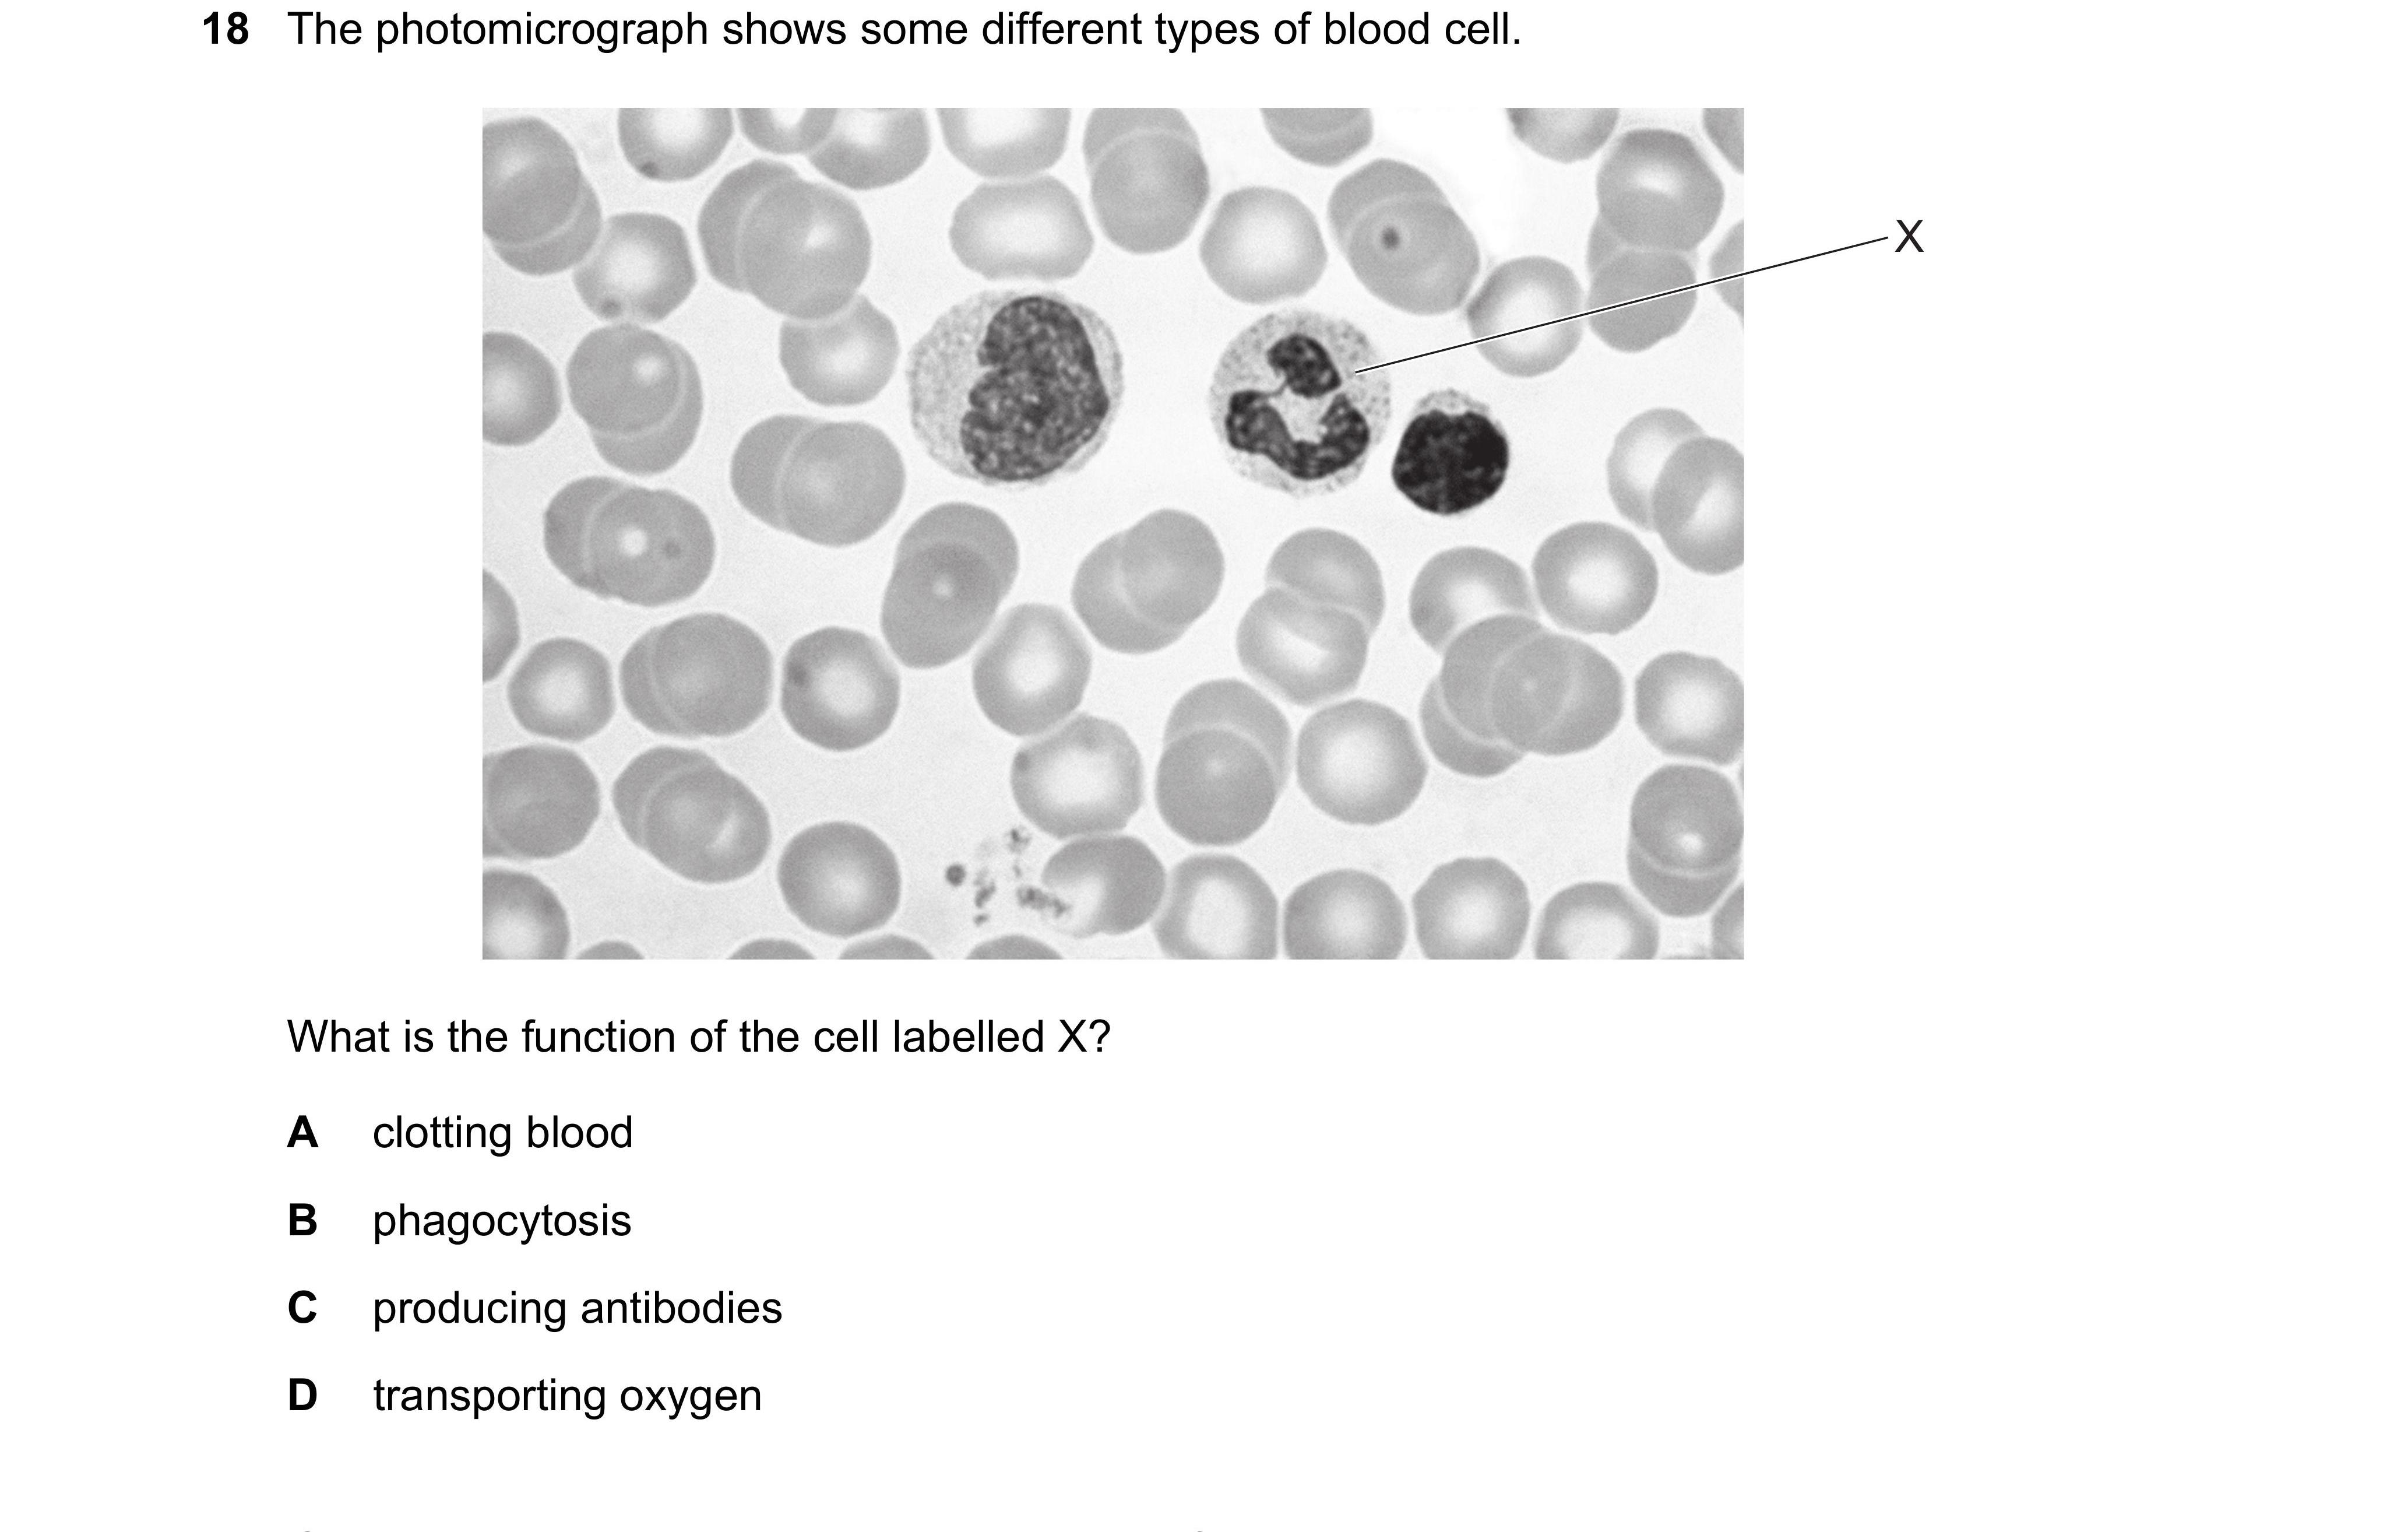 18 The photomicrograph shows some different types of blood cell.
X
What is the function of the cell labelled X?
A clotting blood
B phagocytosis
C producing antibodies
D transporting oxygen